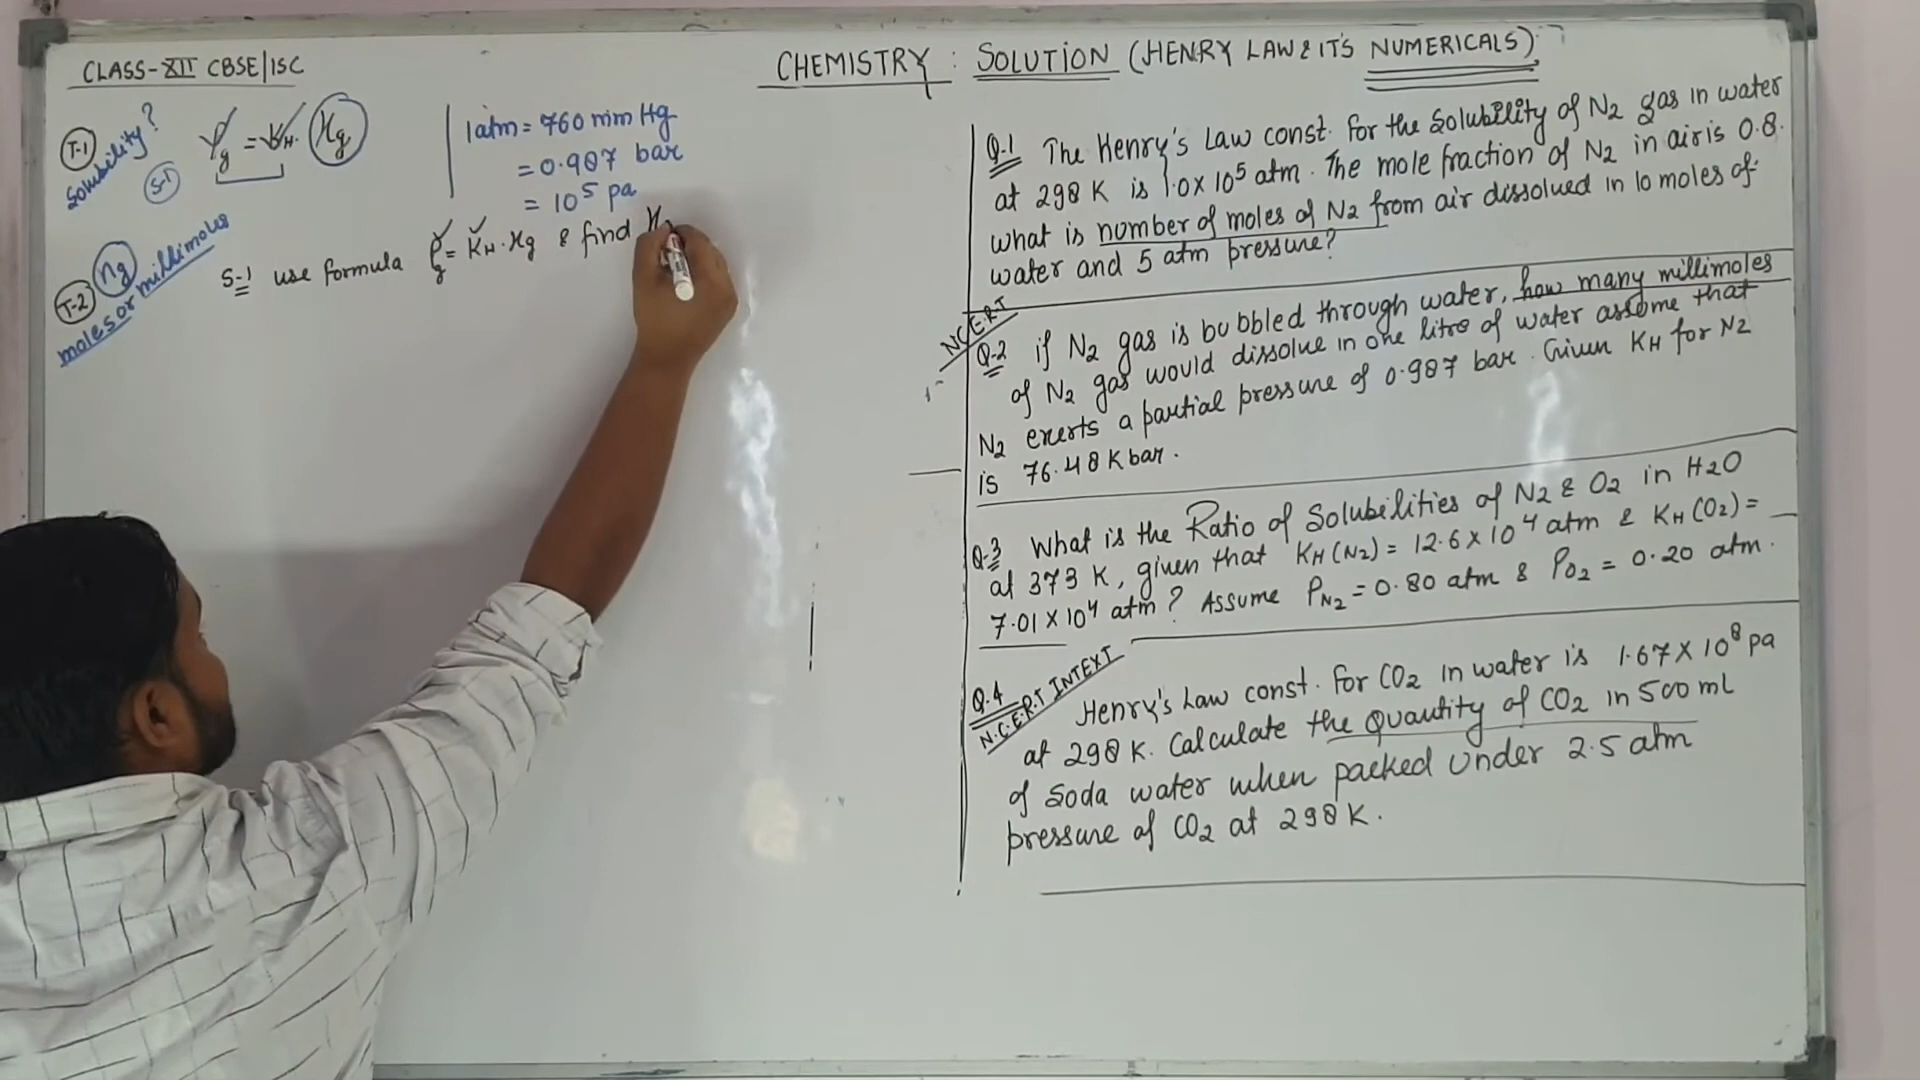 CLASS-XII CBSE/ISC
CHEMISTRY : SOLUTION (HENRY LAW & IT'S NUMERICALS)
T-1
Solubility?
S-1
Pg = KH. Xg
1 atm = 760 mm Hg
= 0.987 bar
= 10⁵ pa
T-2
ng
moles or millimoles
S-1 use formula Pg = KH.Xg & find
Q.1 The Henry's Law const. for the Solubility of N2 gas in water
at 298 K is 1.0 x 10⁵ atm. The mole fraction of N2 in air is 0.8.
what is number of moles of N2 from air dissolved in 10 moles of
water and 5 atm pressure?
N.C.E.R.T
Q-2 if N2 gas is bubbled through water, how many millimoles
of N2 gas would dissolve in one litre of water assume that
N2 exerts a partial pressure of 0.987 bar. Given KH for N2
is 76.48 K bar.
Q-3 What is the Ratio of Solubilities of N2 & O2 in H2O
at 373 K, given that KH (N2) = 12.6 x 10⁴ atm & KH (O2) =
7.01 x 10⁴ atm? Assume PN2 = 0.80 atm & PO2 = 0.20 atm.
Q.4
N.C.E.R.T INTEXT
Henry's Law const. for CO2 in water is 1.67 X 10⁸ pa
at 298 K. Calculate the quantity of CO2 in 500 ml
of Soda water when packed under 2.5 atm
pressure of CO2 at 298 K.